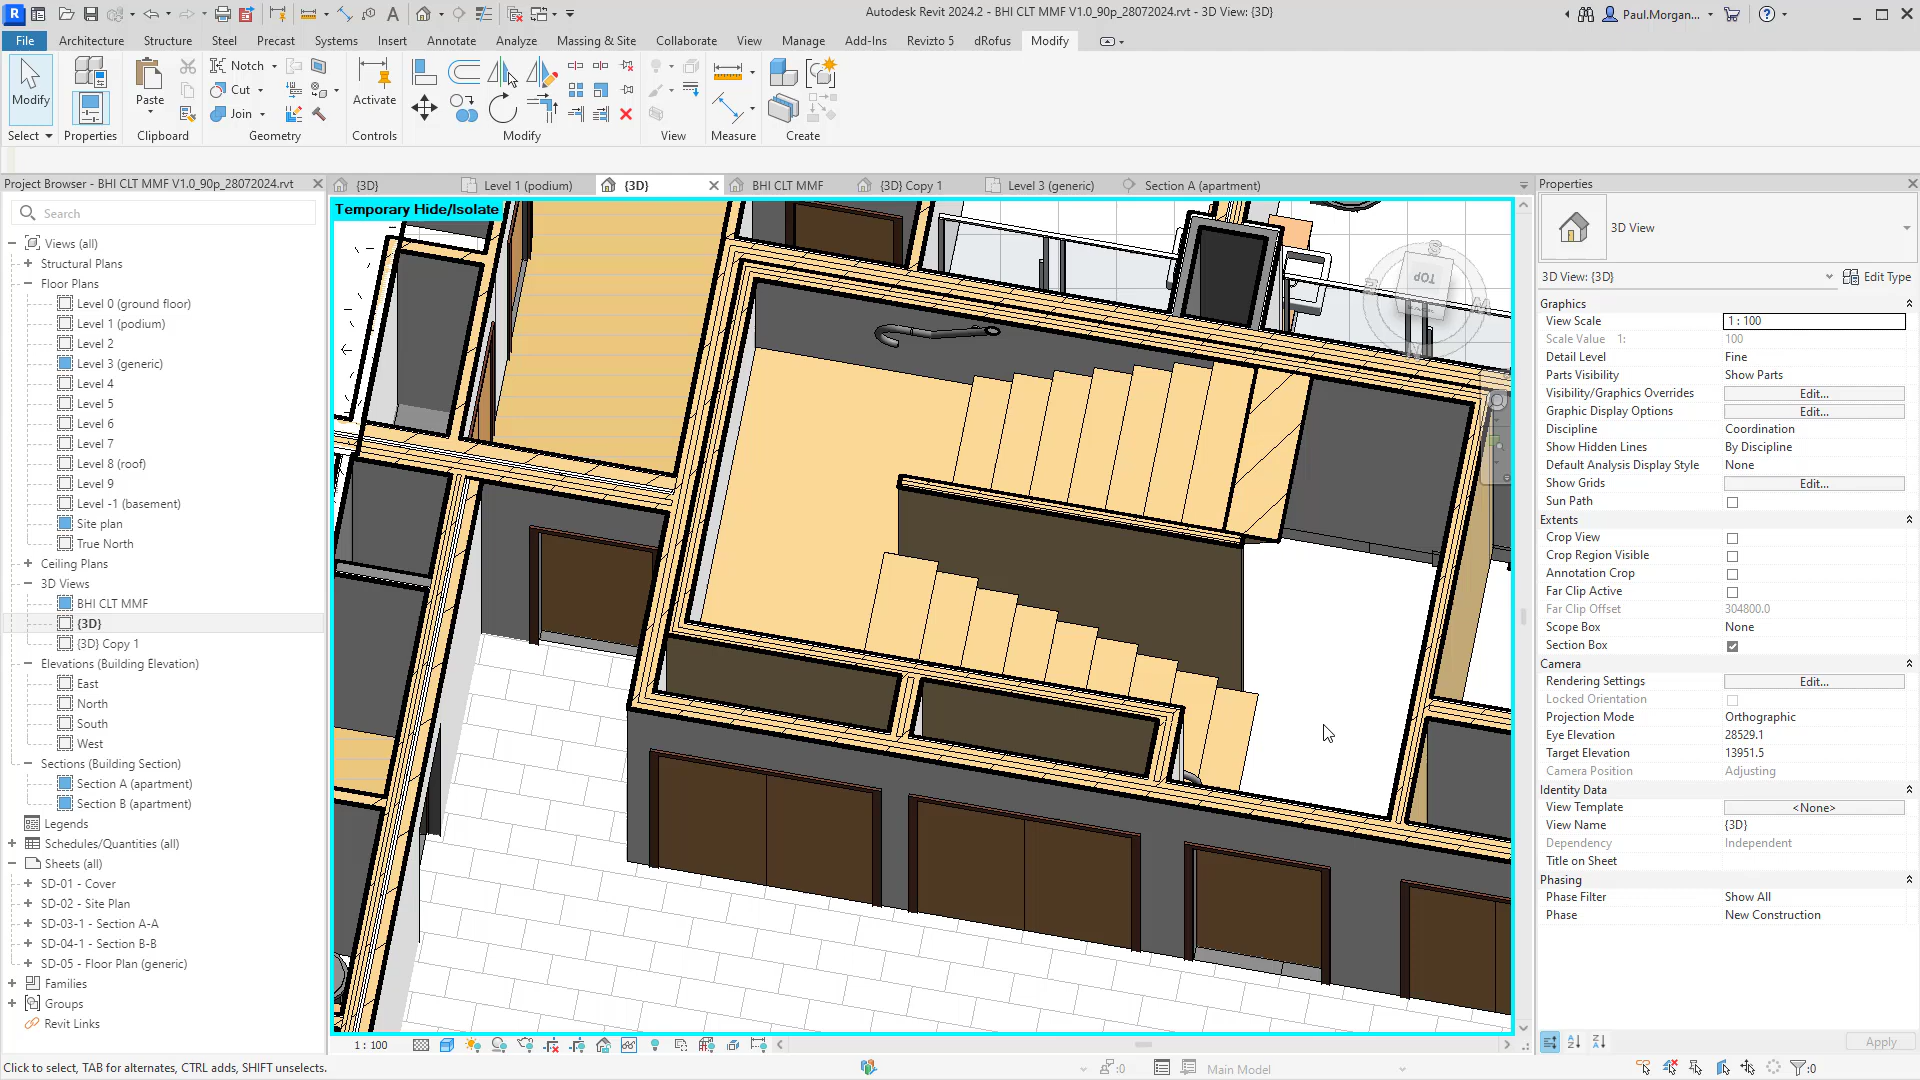 Autodesk Revit 2024.2 - BHI CLT MMF V1.0_90p_28072024.rvt - 3D View: {3D}
Paul.Morgan...
File Architecture Structure Steel Precast Systems Insert Annotate Analyze Massing & Site Collaborate View Manage Add-Ins Revizto 5 dRofus Modify
Modify
Paste
Notch
Cut
Join
Activate
Select Properties Clipboard Geometry Controls Modify View Measure Create
Project Browser - BHI CLT MMF V1.0_90p_28072024.rvt
Search
Views (all)
Structural Plans
Floor Plans
Level 0 (ground floor)
Level 1 (podium)
Level 2
Level 3 (generic)
Level 4
Level 5
Level 6
Level 7
Level 8 (roof)
Level 9
Level -1 (basement)
Site plan
True North
Ceiling Plans
3D Views
BHI CLT MMF
{3D}
{3D} Copy 1
Elevations (Building Elevation)
East
North
South
West
Sections (Building Section)
Section A (apartment)
Section B (apartment)
Legends
Schedules/Quantities (all)
Sheets (all)
SD-01 - Cover
SD-02 - Site Plan
SD-03-1 - Section A-A
SD-04-1 - Section B-B
SD-05 - Floor Plan (generic)
Families
Groups
Revit Links
{3D} Level 1 (podium) {3D} BHI CLT MMF {3D} Copy 1 Level 3 (generic) Section A (apartment)
Temporary Hide/Isolate
S
TOP
N
1 : 100
Properties
3D View
3D View: {3D} Edit Type
Graphics
View Scale 1 : 100
Scale Value 1: 100
Detail Level Fine
Parts Visibility Show Parts
Visibility/Graphics Overrides Edit...
Graphic Display Options Edit...
Discipline Coordination
Show Hidden Lines By Discipline
Default Analysis Display Style None
Show Grids Edit...
Sun Path
Extents
Crop View
Crop Region Visible
Annotation Crop
Far Clip Active
Far Clip Offset 304800.0
Scope Box None
Section Box
Camera
Rendering Settings Edit...
Locked Orientation
Projection Mode Orthographic
Eye Elevation 28529.1
Target Elevation 13951.5
Camera Position Adjusting
Identity Data
View Template <None>
View Name {3D}
Dependency Independent
Title on Sheet
Phasing
Phase Filter Show All
Phase New Construction
Apply
Click to select, TAB for alternates, CTRL adds, SHIFT unselects.
:0
Main Model
:0